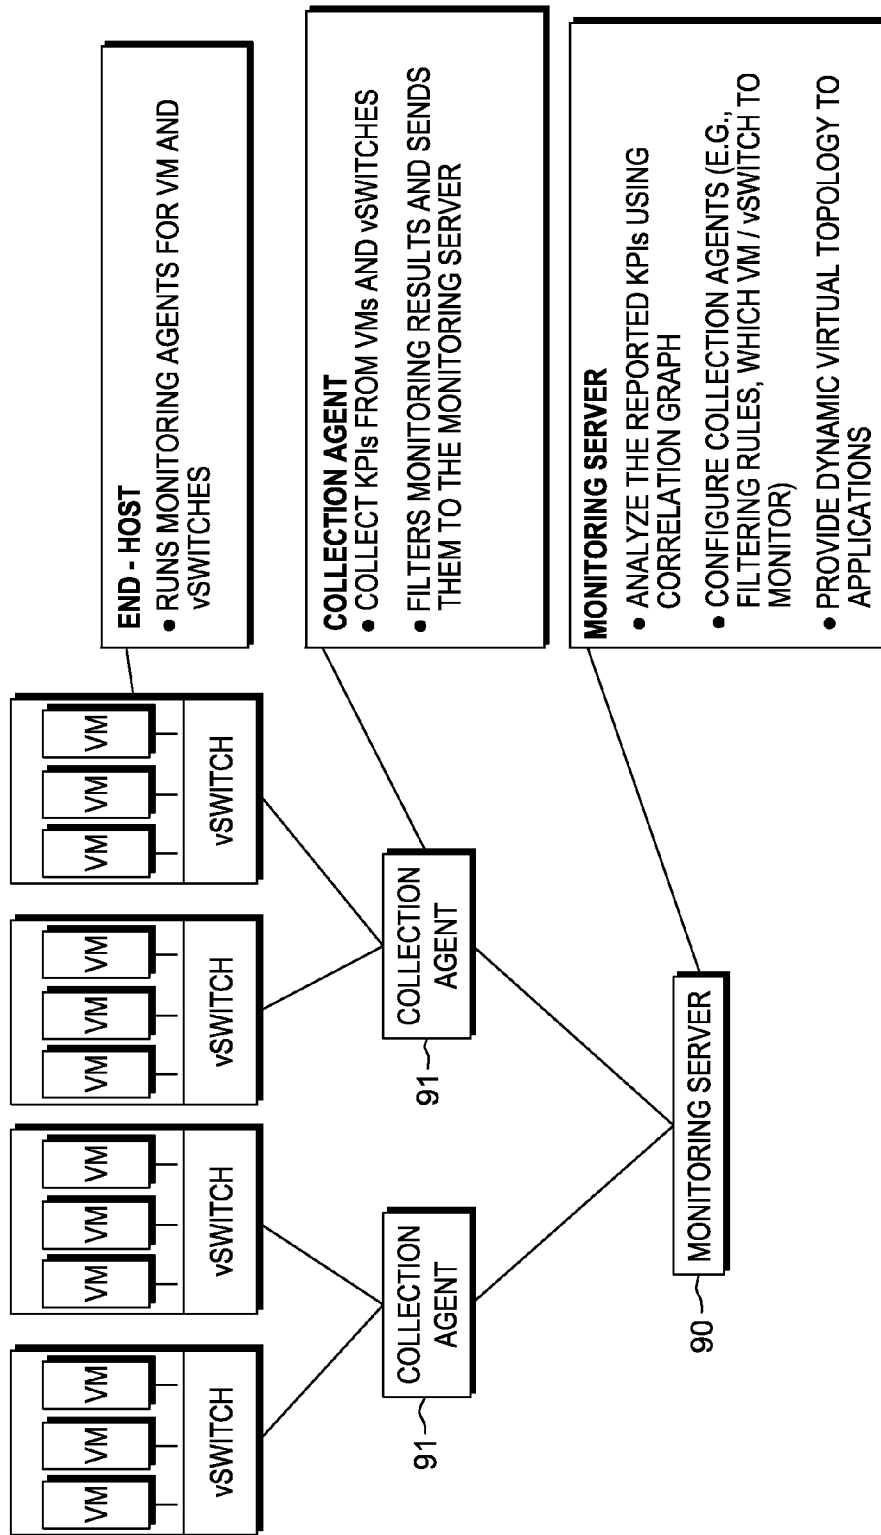 VM
VM
VM
vSWITCH
VM
VM
VM
vSWITCH
VM
VM
VM
vSWITCH
VM
VM
VM
vSWITCH
END - HOST
• RUNS MONITORING AGENTS FOR VM AND
vSWITCHES
91
COLLECTION
AGENT
91
COLLECTION
AGENT
COLLECTION AGENT
• COLLECT KPIs FROM VMs AND vSWITCHES
• FILTERS MONITORING RESULTS AND SENDS
THEM TO THE MONITORING SERVER
90
MONITORING SERVER
MONITORING SERVER
• ANALYZE THE REPORTED KPIs USING
CORRELATION GRAPH
• CONFIGURE COLLECTION AGENTS (E.G.,
FILTERING RULES, WHICH VM / vSWITCH TO
MONITOR)
• PROVIDE DYNAMIC VIRTUAL TOPOLOGY TO
APPLICATIONS